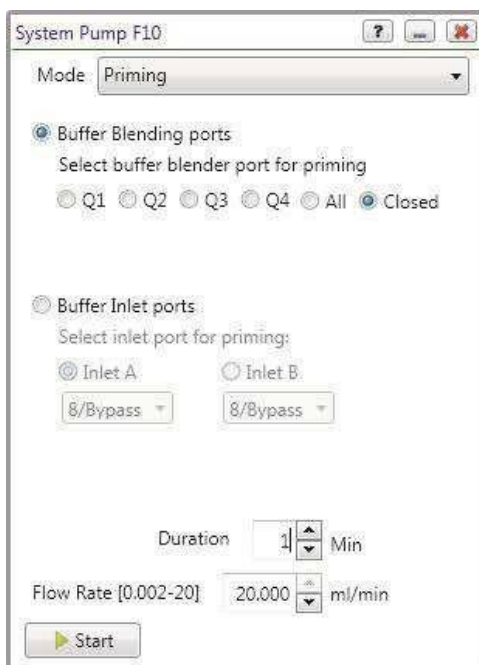 System Pump F10 ?
Mode Priming
Buffer Blending ports
Select buffer blender port for priming
Q1 Q2 Q3 Q4 All Closed
Buffer Inlet ports
Select inlet port for priming:
Inlet A Inlet B
8/Bypass 8/Bypass
Duration 1 Min
Flow Rate [0.002-20] 20.000 ml/min
Start